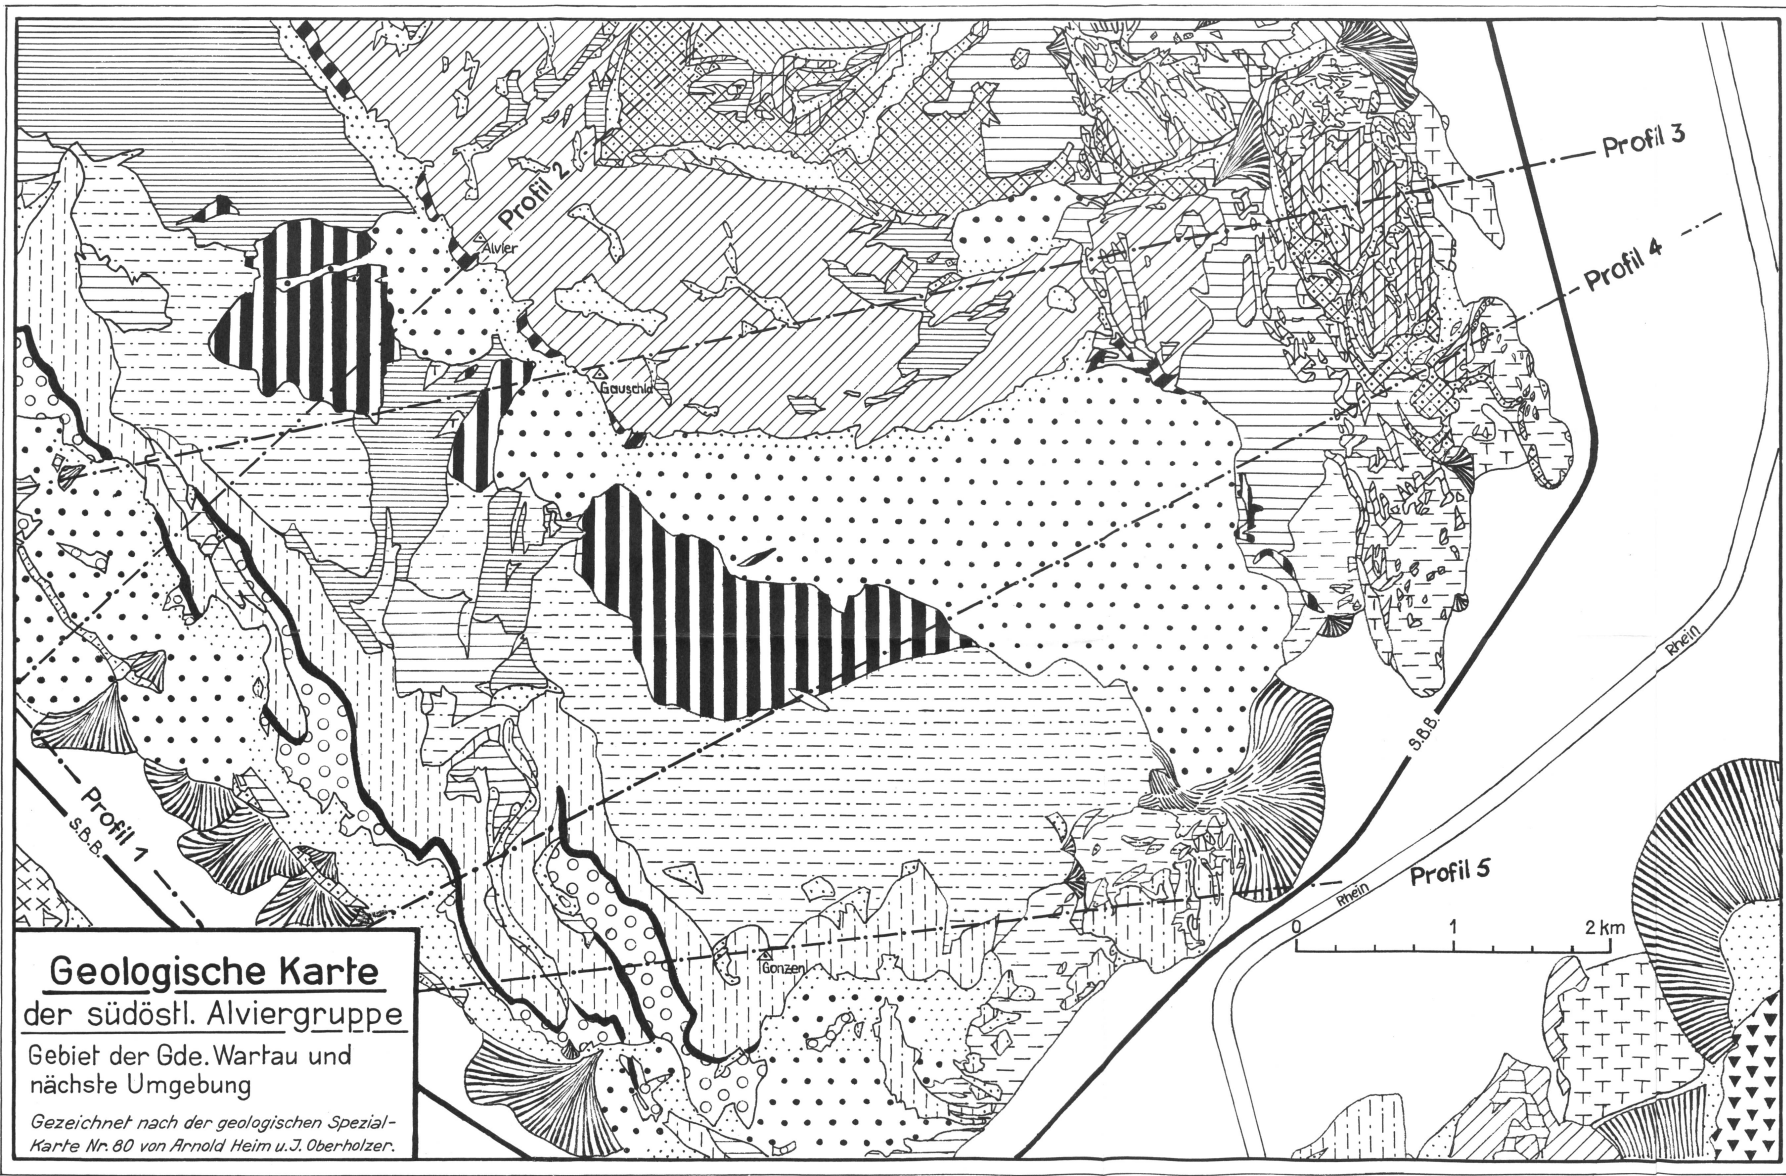 Profil 3
Profil 2
Alvier
Profil 4
Gauschla
Rhein
S.B.B.
Profil 1
S.B.B.
Profil 5
Rhein
0 1 2 km
Gonzen
Geologische Karte
der südöstl. Alviergruppe
Gebiet der Gde. Wartau und
nächste Umgebung
Gezeichnet nach der geologischen Spezial-
Karte Nr. 80 von Arnold Heim u. J. Oberholzer.